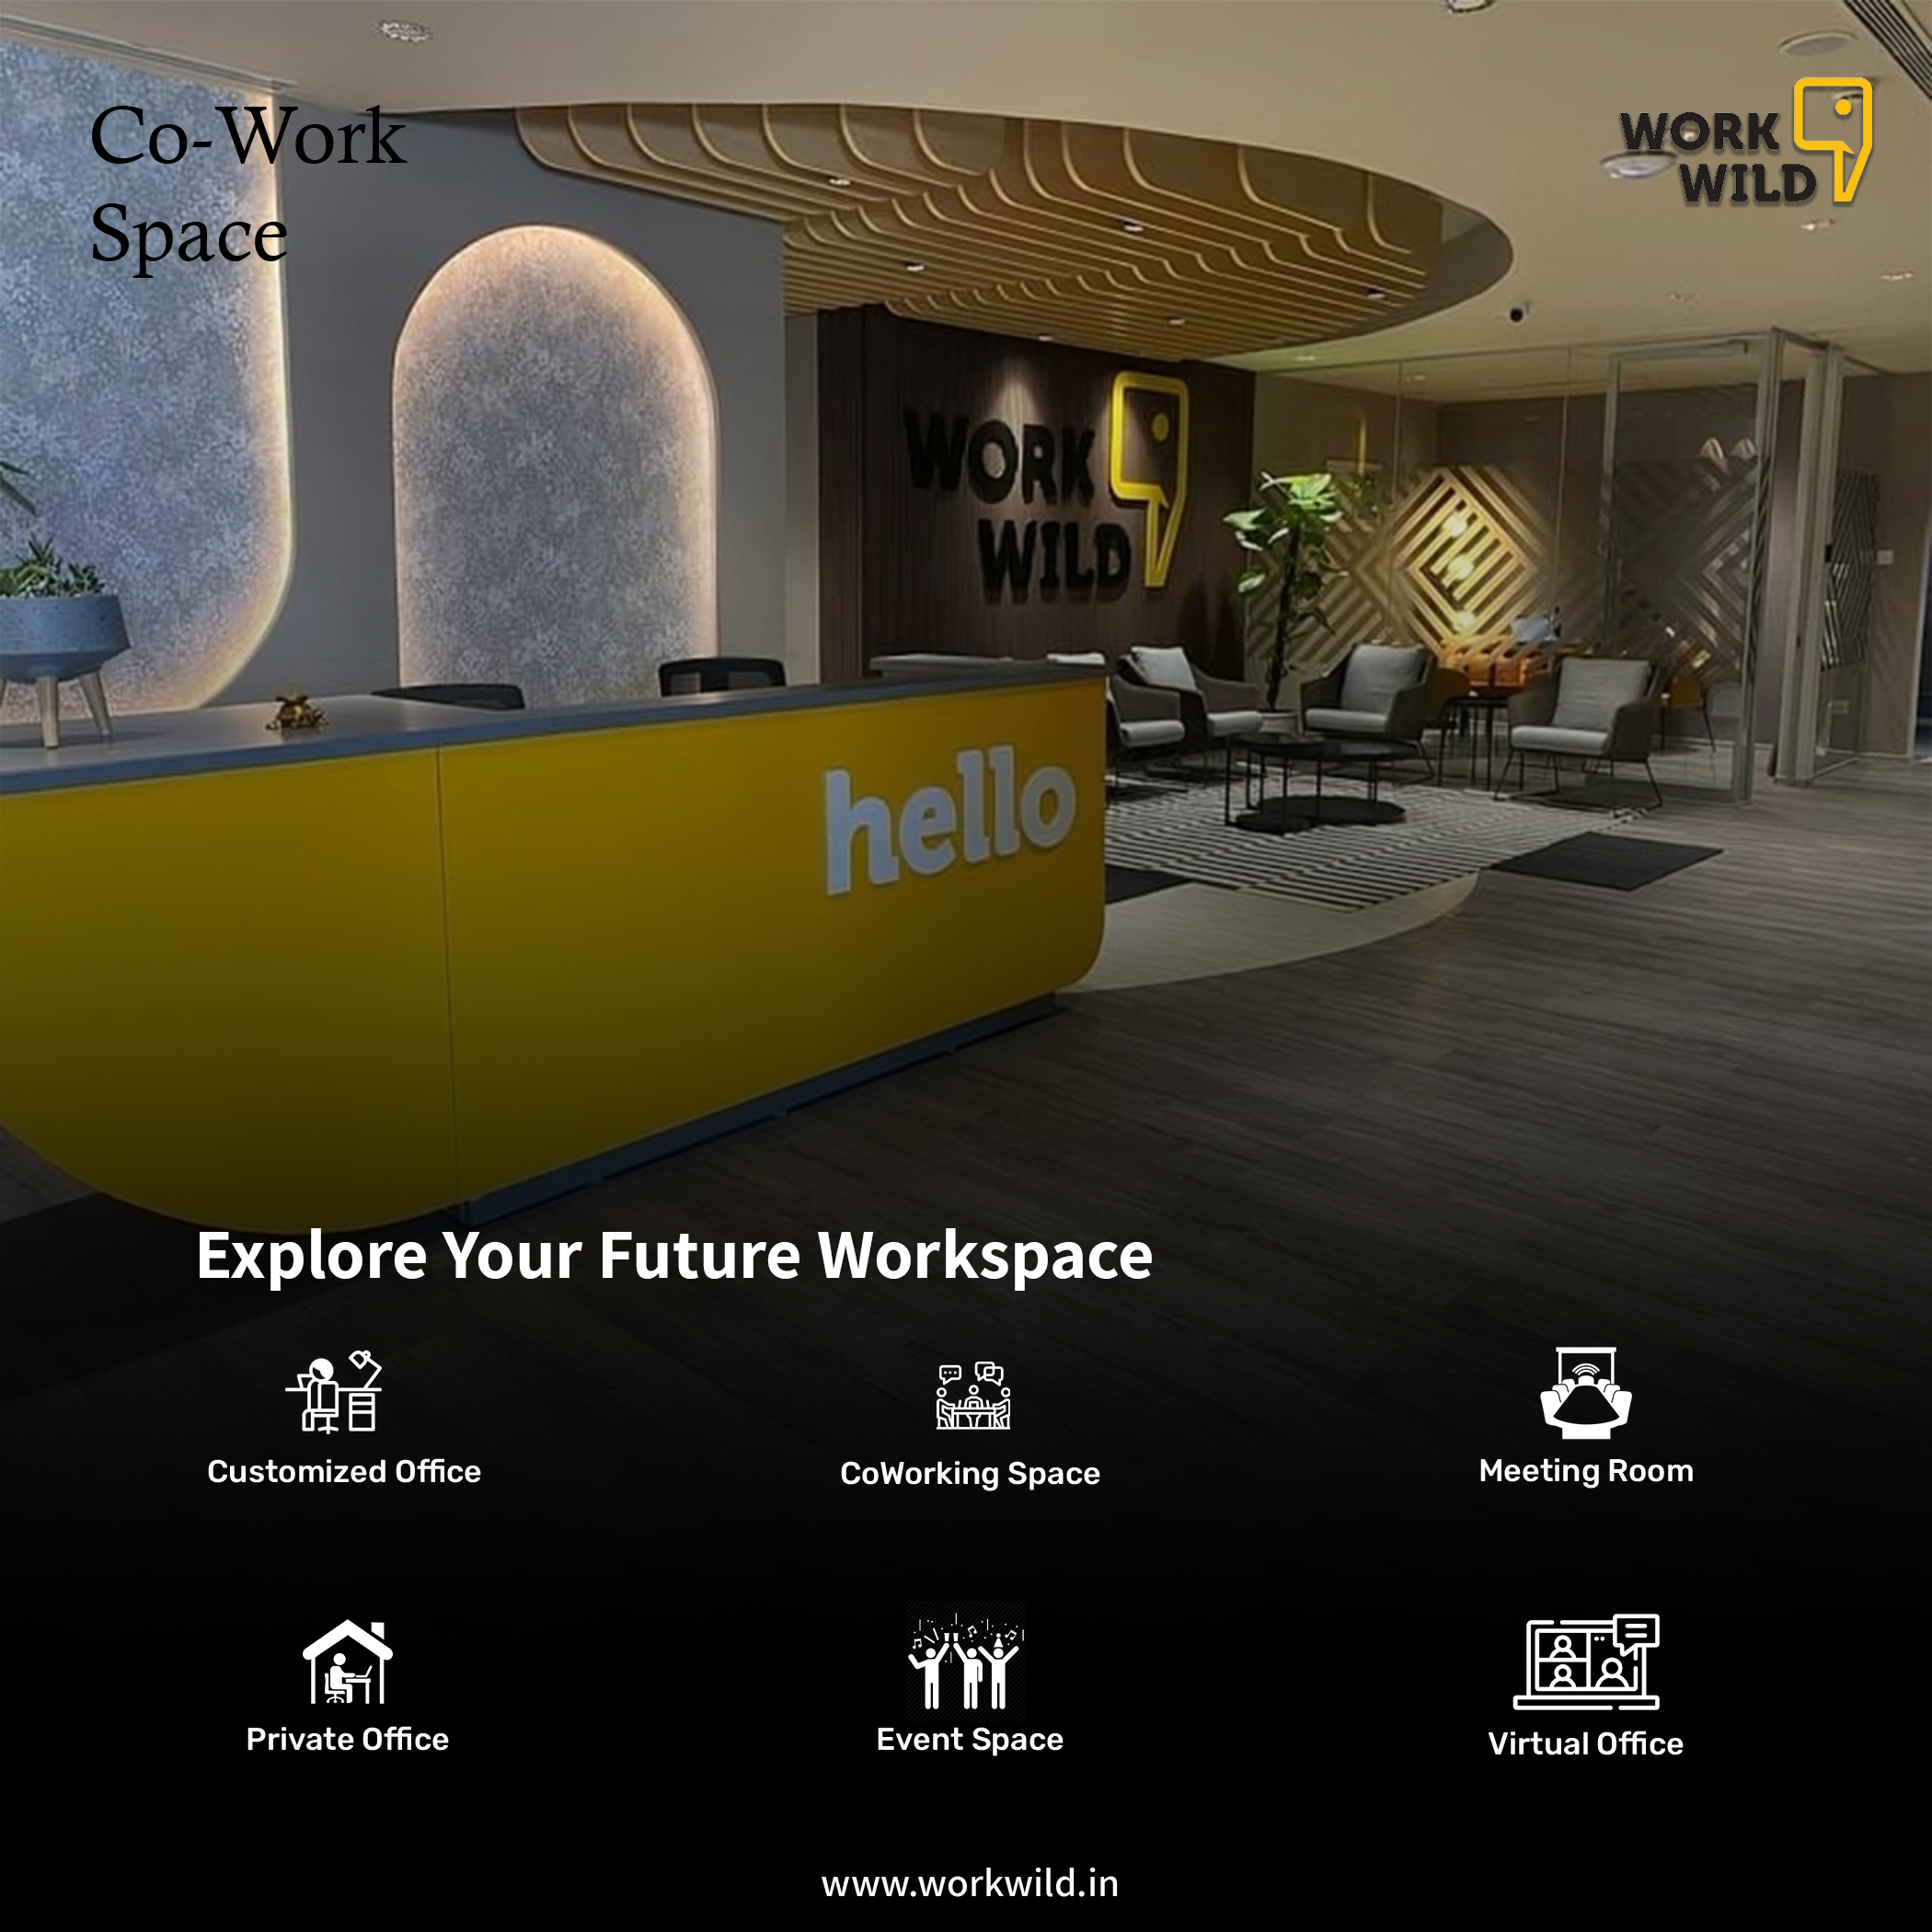 Co-Work
Space
WORK
WILD
WORK
WILD
hello
Explore Your Future Workspace
Customized Office
CoWorking Space
Meeting Room
Private Office
Event Space
Virtual Office
www.workwild.in